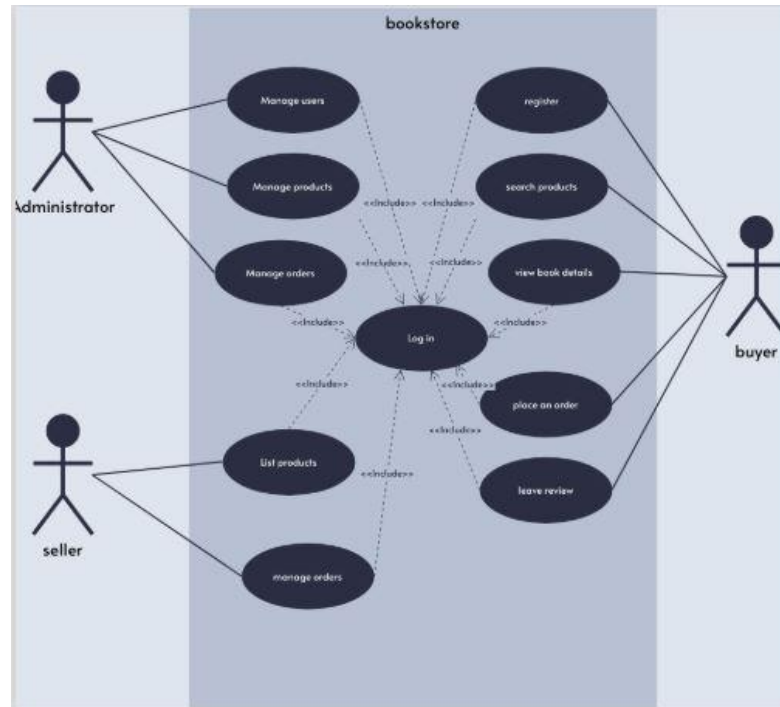 bookstore
Manage users
register
Manage products
search products
<<Include>>
<<Include>>
Administrator
Manage orders
<<Include>>
<<Include>>
view book details
<<Include>>
Log in
<<Include>>
buyer
<<Include>>
<<Include>>
place an order
<<Include>>
List products
<<Include>>
leave review
seller
manage orders